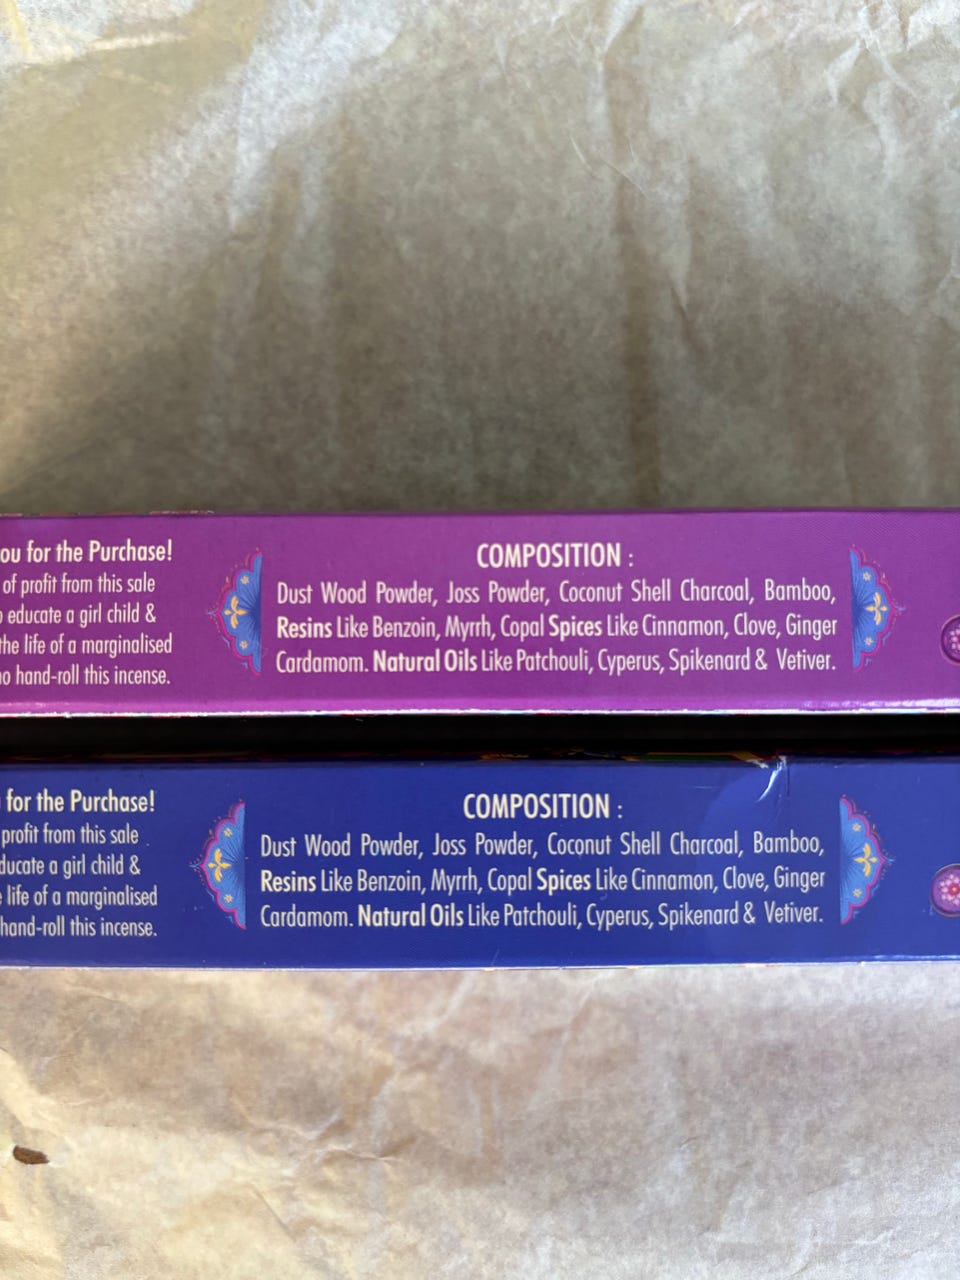 ou for the Purchase!
of profit from this sale
educate a girl child &
the life of a marginalised
hand-roll this incense.
COMPOSITION :
Dust Wood Powder, Joss Powder, Coconut Shell Charcoal, Bamboo,
Resins Like Benzoin, Myrrh, Copal Spices Like Cinnamon, Clove, Ginger
Cardamom. Natural Oils Like Patchouli, Cyperus, Spikenard & Vetiver.
for the Purchase!
profit from this sale
ducate a girl child &
life of a marginalised
hand-roll this incense.
COMPOSITION :
Dust Wood Powder, Joss Powder, Coconut Shell Charcoal, Bamboo,
Resins Like Benzoin, Myrrh, Copal Spices Like Cinnamon, Clove, Ginger
Cardamom. Natural Oils Like Patchouli, Cyperus, Spikenard & Vetiver.